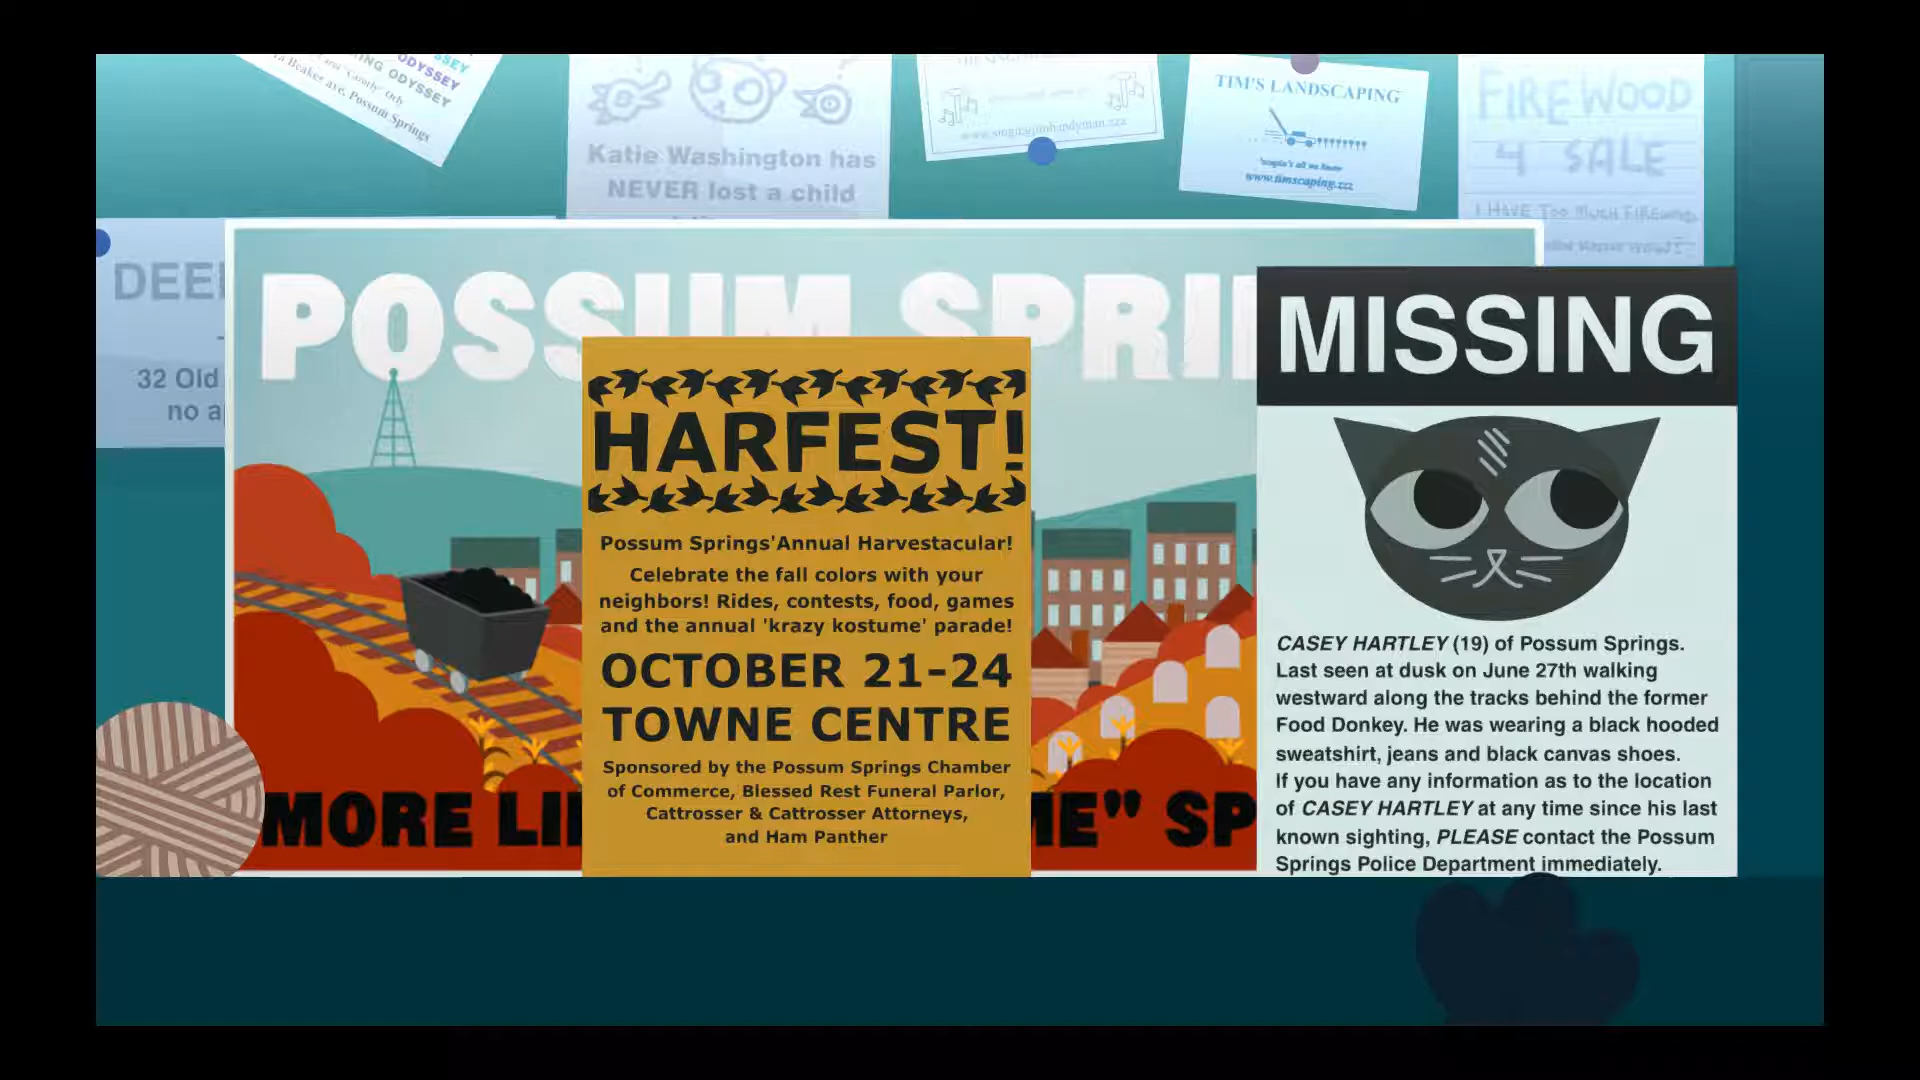 ODYSSEY
ODYSSEY
ING ODYSSEY
Beaker ave. Possum Springs
Katie Washington has
NEVER lost a child
TIM'S LANDSCAPING
www.timscaping.zzz
FIREWOOD
4 SALE
I HAVE TOO MUCH FIREWOOD
DEE
32 Old
no a
POSSUM SPRI
MISSING
HARFEST!
Possum Springs'Annual Harvestacular!
Celebrate the fall colors with your
neighbors! Rides, contests, food, games
and the annual 'krazy kostume' parade!
OCTOBER 21-24
TOWNE CENTRE
Sponsored by the Possum Springs Chamber
of Commerce, Blessed Rest Funeral Parlor,
Cattrosser & Cattrosser Attorneys,
and Ham Panther
CASEY HARTLEY (19) of Possum Springs.
Last seen at dusk on June 27th walking
westward along the tracks behind the former
Food Donkey. He was wearing a black hooded
sweatshirt, jeans and black canvas shoes.
If you have any information as to the location
of CASEY HARTLEY at any time since his last
known sighting, PLEASE contact the Possum
Springs Police Department immediately.
MORE LI
ME" SP